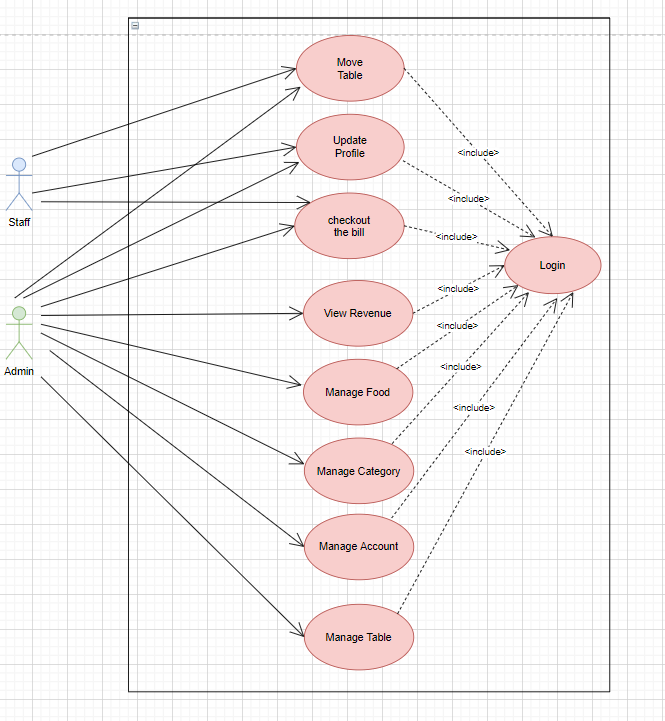 Move
Table
Update
Profile
<include>
<include>
Staff
checkout
the bill
<include>
Login
<include>
View Revenue
<include>
Admin
<include>
Manage Food
<include>
Manage Category
<include>
Manage Account
Manage Table